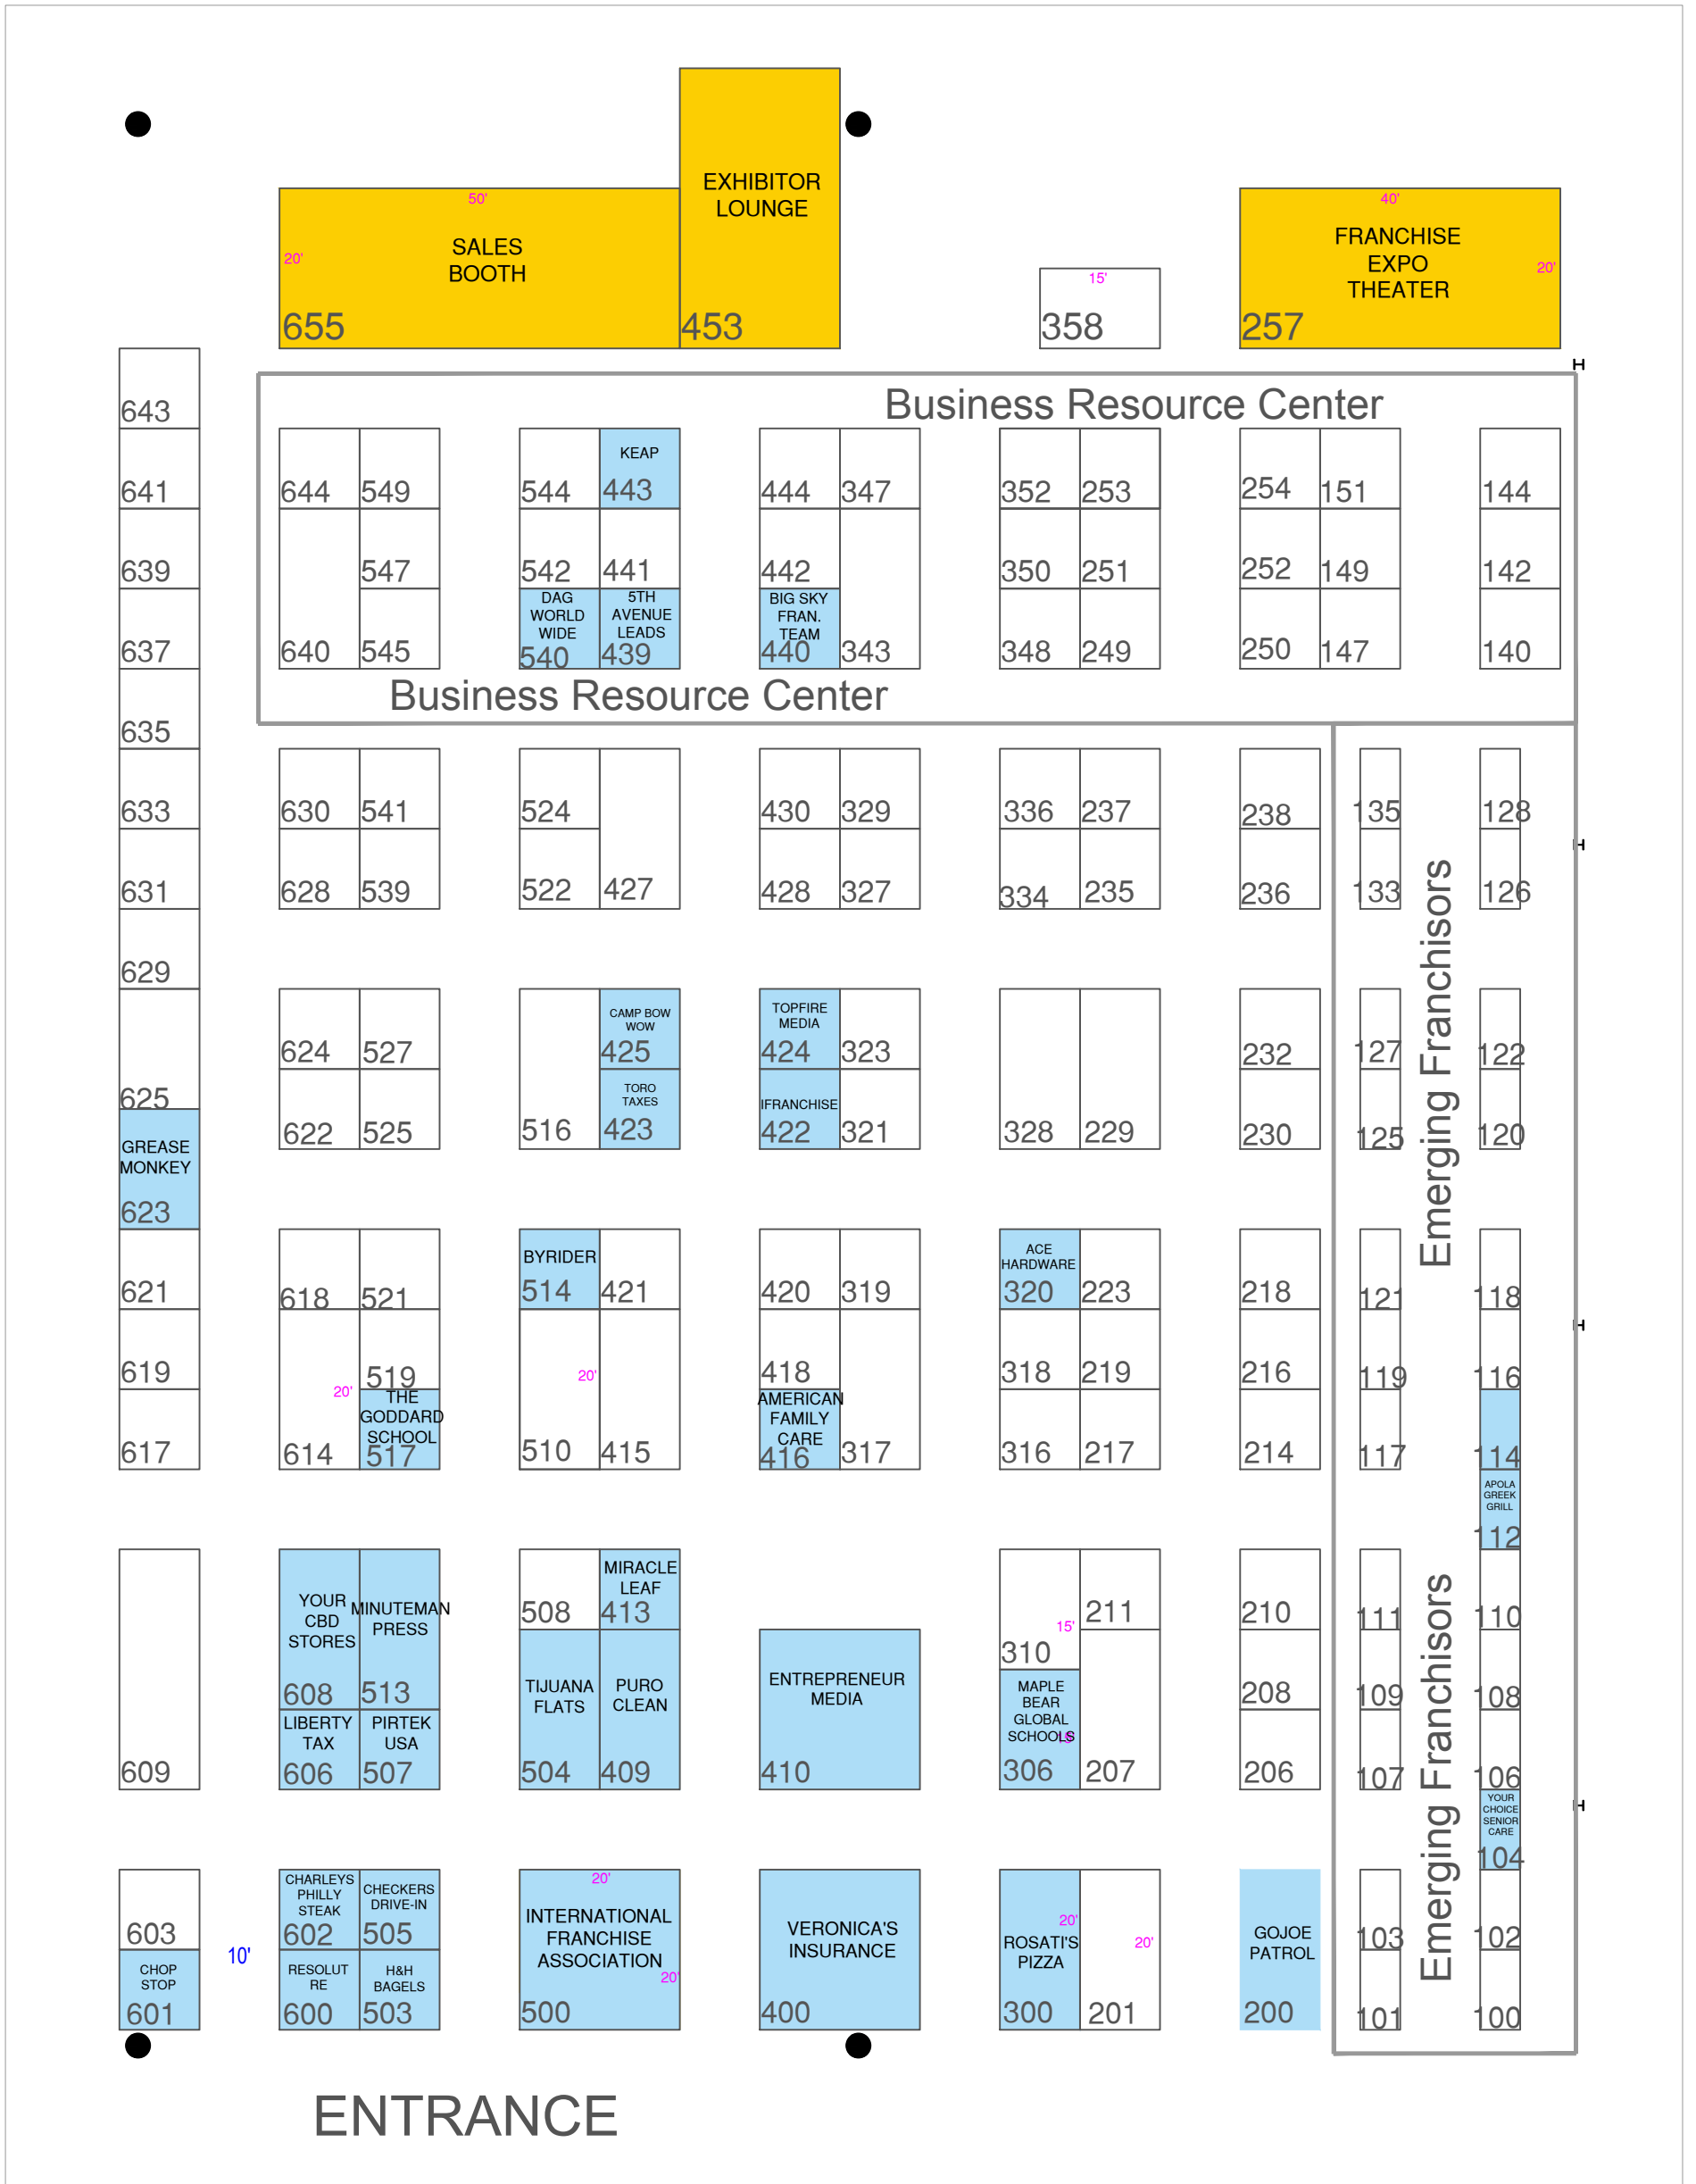 EXHIBITOR
LOUNGE
453
50'
20'
SALES
BOOTH
655
15'
358
40'
20'
FRANCHISE
EXPO
THEATER
257
H
Business Resource Center
643
641
644 549
544
KEAP
443
444 347
352 253
254 151
144
639
547
542 441
442
350 251
252 149
142
637
640 545
DAG
WORLD
WIDE
540
5TH
AVENUE
LEADS
439
BIG SKY
FRAN.
TEAM
440
343
348 249
250 147
140
Business Resource Center
635
633
630 541
524
430 329
336 237
238
135
128
H
631
628 539
522 427
428 327
334 235
236
133
126
Emerging Franchisors
629
625
624 527
CAMP BOW
WOW
425
TOPFIRE
MEDIA
424
323
232
127
122
622 525
516
TORO
TAXES
423
IFRANCHISE
422
321
328 229
230
125
120
GREASE
MONKEY
623
621
618 521
BYRIDER
514
421
420 319
ACE
HARDWARE
320
223
218
121
118
H
619
20'
519
20'
418
318 219
216
119
116
617
614
THE
GODDARD
SCHOOL
517
510 415
AMERICAN
FAMILY
CARE
416
317
316 217
214
117
114
APOLA
GREEK
GRILL
112
609
YOUR
CBD
STORES
608
MINUTEMAN
PRESS
513
508
MIRACLE
LEAF
413
15'
310
211
210
111
110
Emerging Franchisors
LIBERTY
TAX
606
PIRTEK
USA
507
TIJUANA
FLATS
504
PURO
CLEAN
409
ENTREPRENEUR
MEDIA
410
MAPLE
BEAR
GLOBAL
SCHOOLS
306
207
208
206
109
107
108
106
YOUR
CHOICE
SENIOR
CARE
104
H
603
CHARLEYS
PHILLY
STEAK
602
CHECKERS
DRIVE-IN
505
20'
INTERNATIONAL
FRANCHISE
ASSOCIATION
20'
500
VERONICA'S
INSURANCE
400
20'
ROSATI'S
PIZZA
300
20'
201
GOJOE
PATROL
200
103
102
10'
CHOP
STOP
601
RESOLUT
RE
600
H&H
BAGELS
503
101
100
ENTRANCE